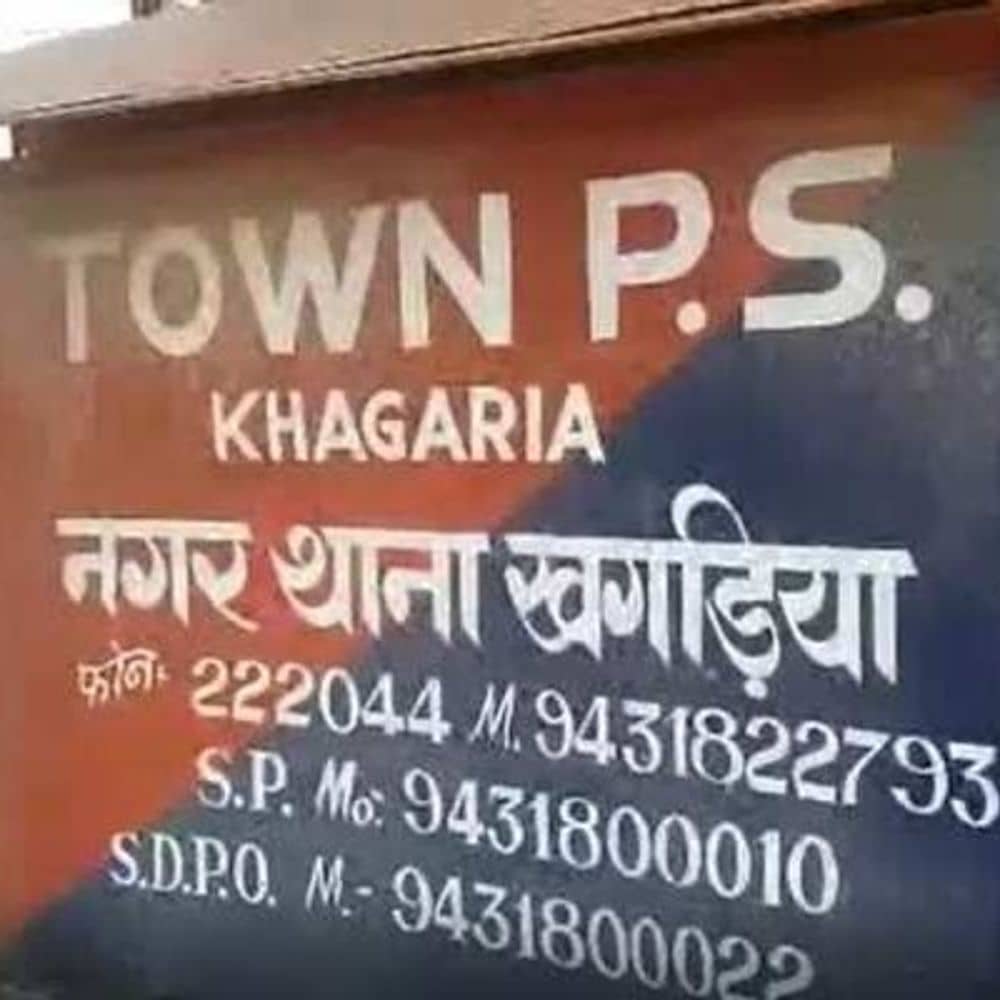 TOWN P.S.
KHAGARIA
नगर थाना खगड़िया
फोन: 222044 M. 9431822793
S.P. Mo: 9431800010
S.D.P.O. M.- 9431800022